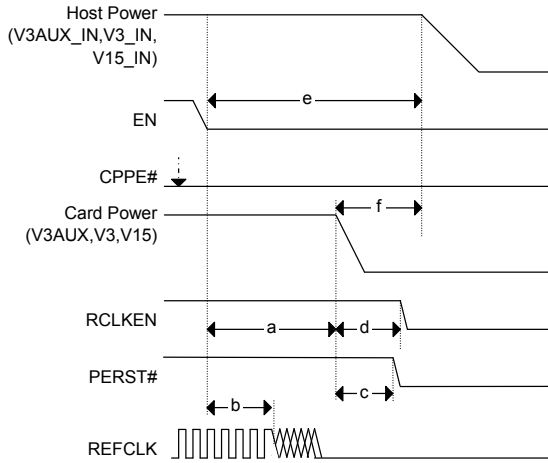 Host Power
(V3AUX_IN,V3_IN,
V15_IN)
e
EN
CPPE#
f
Card Power
(V3AUX,V3,V15)
RCLKEN
a
d
PERST#
c
b
REFCLK